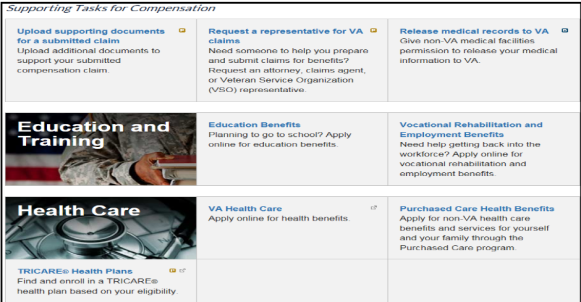 Supporting Tasks for Compensation
Upload supporting documents
for a submitted claim
Upload additional documents to
support your submitted
compensation claim.
Request a representative for VA
claims
Need someone to help you prepare
and submit claims for benefits?
Request an attorney, claims agent,
or Veteran Service Organization
(VSO) representative.
Release medical records to VA
Give non-VA medical facilities
permission to release your medical
information to VA.
Education and
Training
Education Benefits
Planning to go to school? Apply
online for education benefits.
Vocational Rehabilitation and
Employment Benefits
Need help getting back into the
workforce? Apply online for
vocational rehabilitation and
employment benefits.
Health Care
VA Health Care
Apply online for health benefits.
Purchased Care Health Benefits
Apply for non-VA health care
benefits and services for yourself
and your family through the
Purchased Care program.
TRICARE® Health Plans
Find and enroll in a TRICARE®
health plan based on your eligibility.